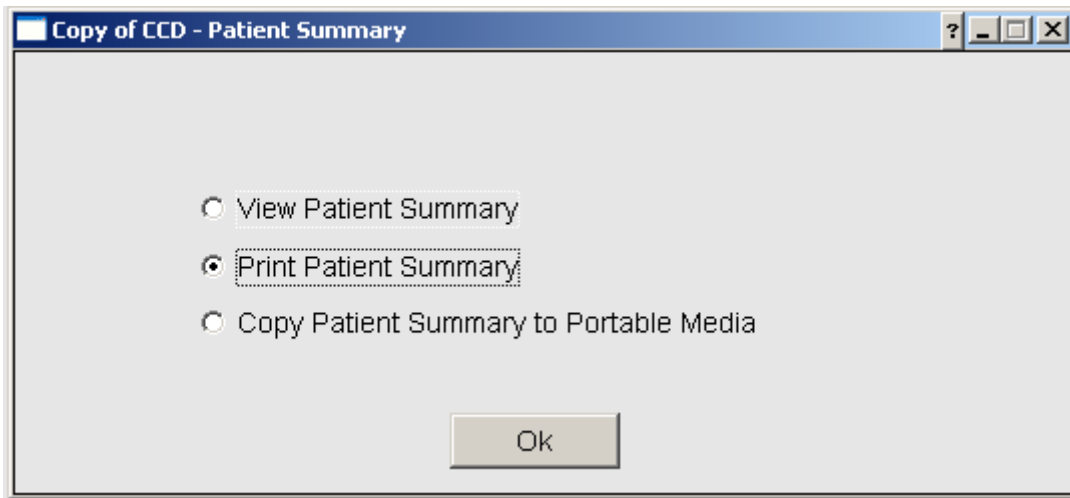 Copy of CCD - Patient Summary
?
View Patient Summary
Print Patient Summary
Copy Patient Summary to Portable Media
Ok